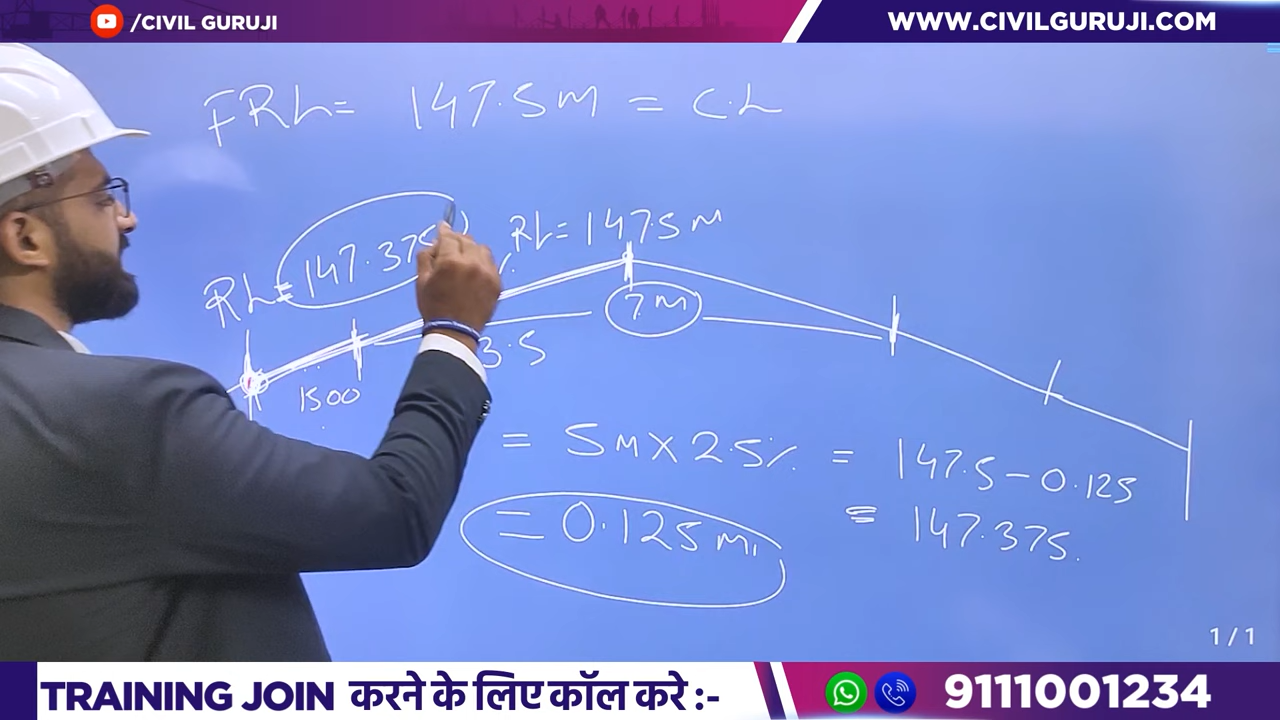 /CIVIL GURUJI
WWW.CIVILGURUJI.COM
FRL= 147.5M = C.L
RL= 147.375
RL= 147.5M
7M
3.5
1500
= 5M X 2.5%. = 147.5-0.125
= 0.125M.
= 147.375.
1/1
TRAINING JOIN करने के लिए कॉल करे :-
9111001234